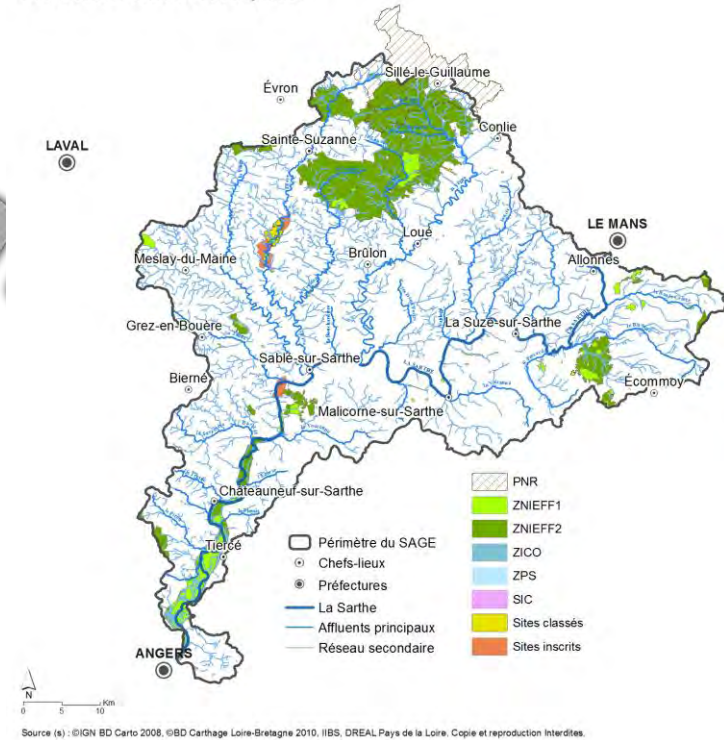 Sillé-le-Guillaume
Évron
Conlie
LAVAL
Sainte-Suzanne
LE MANS
Loué
Meslay-du-Maine
Brûlon
Allonnes
Grez-en-Bouère
La Suze-sur-Sarthe
Sablé-sur-Sarthe
LA SARTHE
Bierné
Écommoy
Malicorne-sur-Sarthe
Châteauneuf-sur-Sarthe
Tiercé
ANGERS
Périmètre du SAGE
Chefs-lieux
Préfectures
La Sarthe
Affluents principaux
Réseau secondaire
PNR
ZNIEFF1
ZNIEFF2
ZICO
ZPS
SIC
Sites classés
Sites inscrits
N
0 5 10 Km
Source (s) : ©IGN BD Carto 2008, ©BD Carthage Loire-Bretagne 2010, IIBS, DREAL Pays de la Loire. Copie et reproduction Interdites.